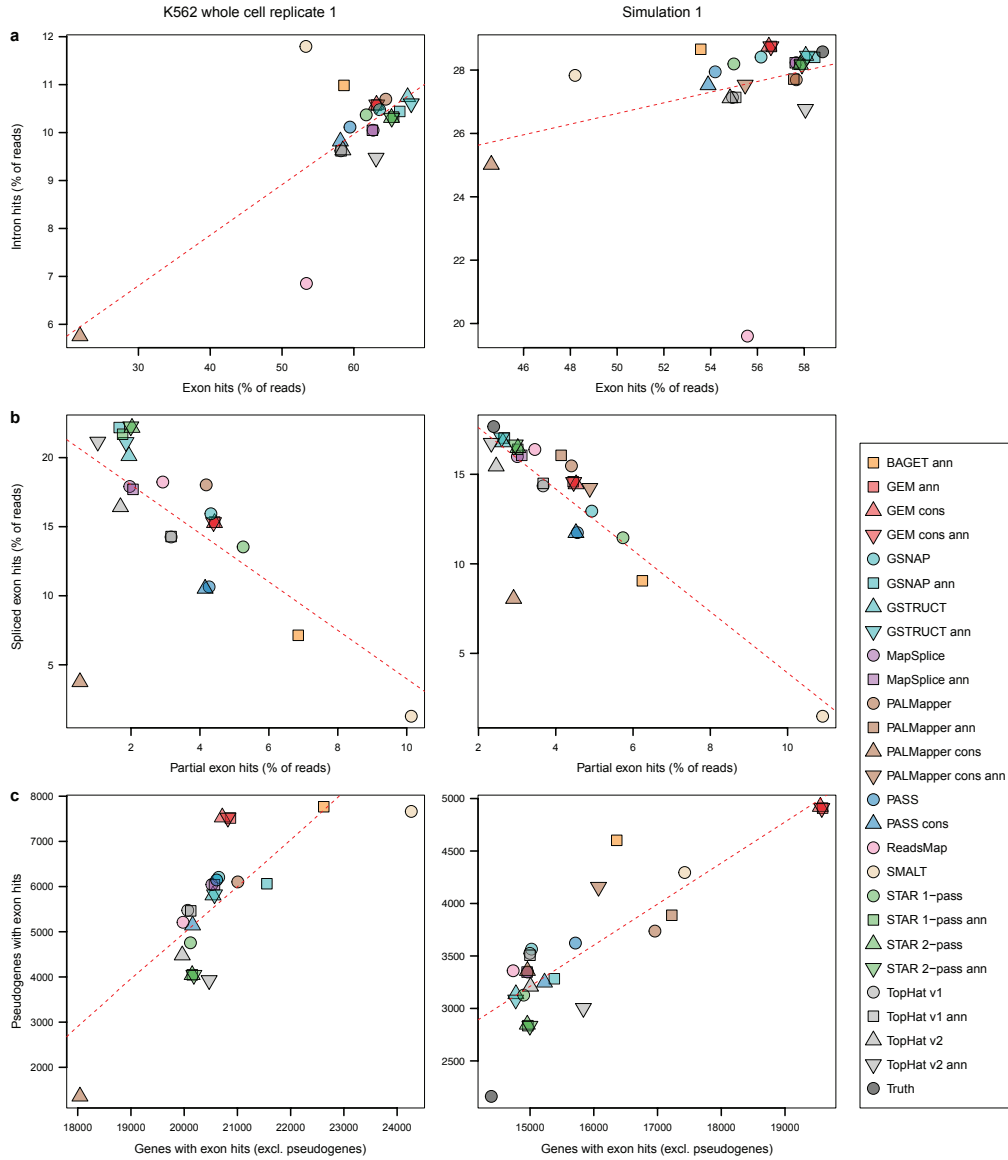 K562 whole cell replicate 1
Simulation 1
a
12
11
10
9
8
7
6
Intron hits (% of reads)
30
40
50
60
Exon hits (% of reads)
28
26
24
22
20
46
48
50
52
54
56
58
Exon hits (% of reads)
b
20
15
10
5
Spliced exon hits (% of reads)
2
4
6
8
10
Partial exon hits (% of reads)
15
10
5
2
4
6
8
10
Partial exon hits (% of reads)
c
8000
7000
6000
5000
4000
3000
2000
Pseudogenes with exon hits
18000
19000
20000
21000
22000
23000
24000
Genes with exon hits (excl. pseudogenes)
5000
4500
4000
3500
3000
2500
15000
16000
17000
18000
19000
Genes with exon hits (excl. pseudogenes)
BAGET ann
GEM ann
GEM cons
GEM cons ann
GSNAP
GSNAP ann
GSTRUCT
GSTRUCT ann
MapSplice
MapSplice ann
PALMapper
PALMapper ann
PALMapper cons
PALMapper cons ann
PASS
PASS cons
ReadsMap
SMALT
STAR 1−pass
STAR 1−pass ann
STAR 2−pass
STAR 2−pass ann
TopHat v1
TopHat v1 ann
TopHat v2
TopHat v2 ann
Truth